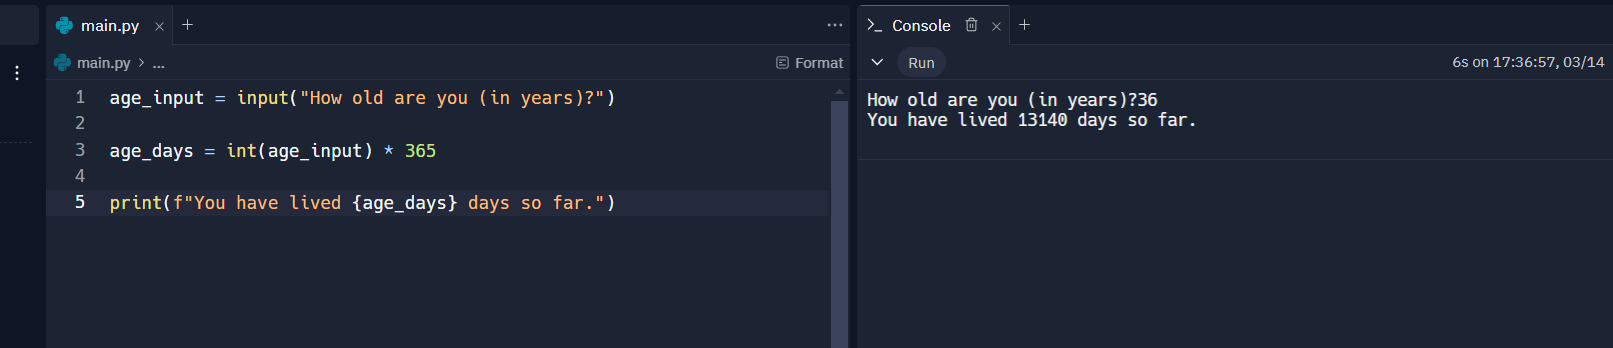 main.py × +
...
main.py > ...
Format
1 age_input = input("How old are you (in years)?")
2
3 age_days = int(age_input) * 365
4
5 print(f"You have lived {age_days} days so far.")
>_ Console × +
Run
6s on 17:36:57, 03/14
How old are you (in years)?36
You have lived 13140 days so far.